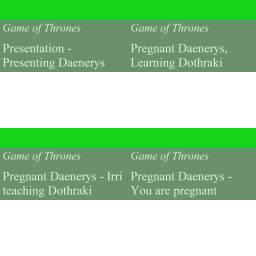 Game of Thrones
Presentation -
Presenting Daenerys
Game of Thrones
Pregnant Daenerys,
Learning Dothraki
Game of Thrones
Pregnant Daenerys - Irri
teaching Dothraki
Game of Thrones
Pregnant Daenerys -
You are pregnant